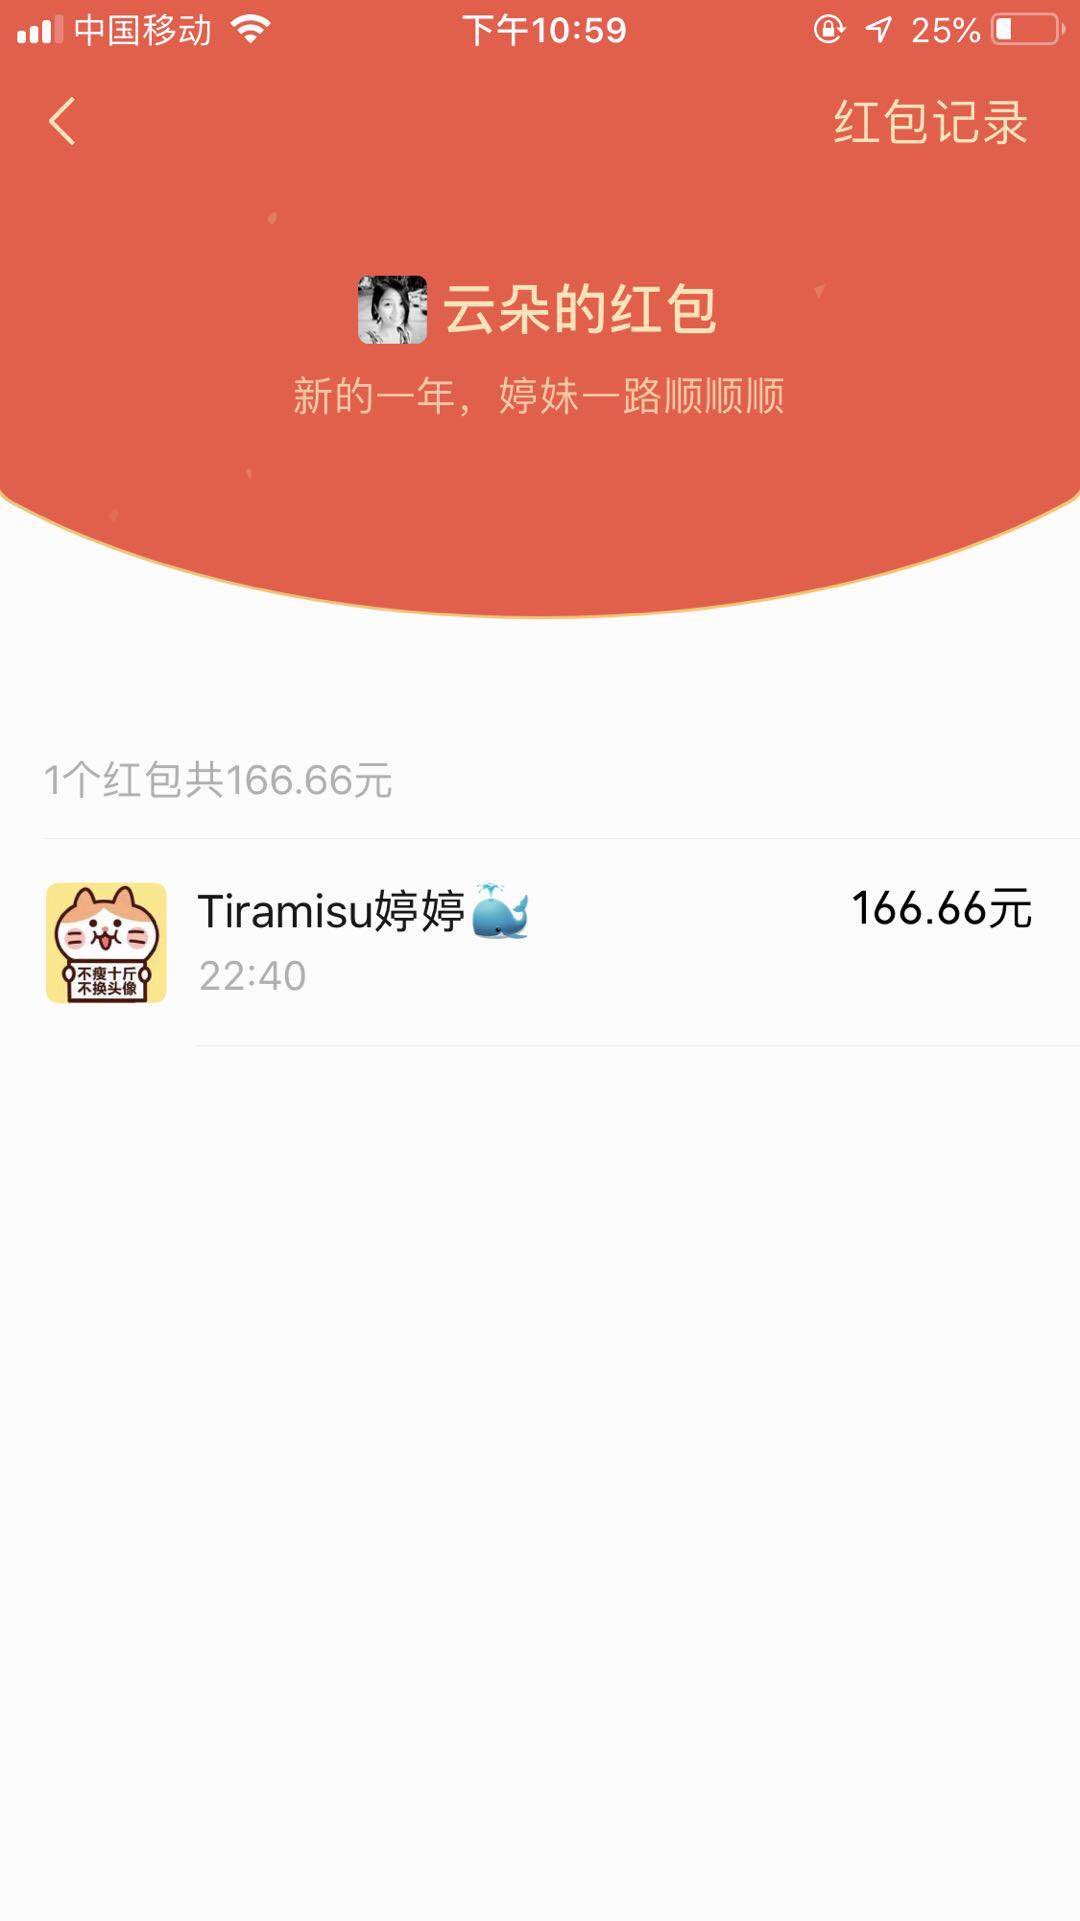 中国移动 下午10:59 25%
红包记录
云朵的红包
新的一年，婷妹一路顺顺顺
1个红包共166.66元
Tiramisu婷婷🐳 166.66元
22:40
不瘦十斤
不换头像